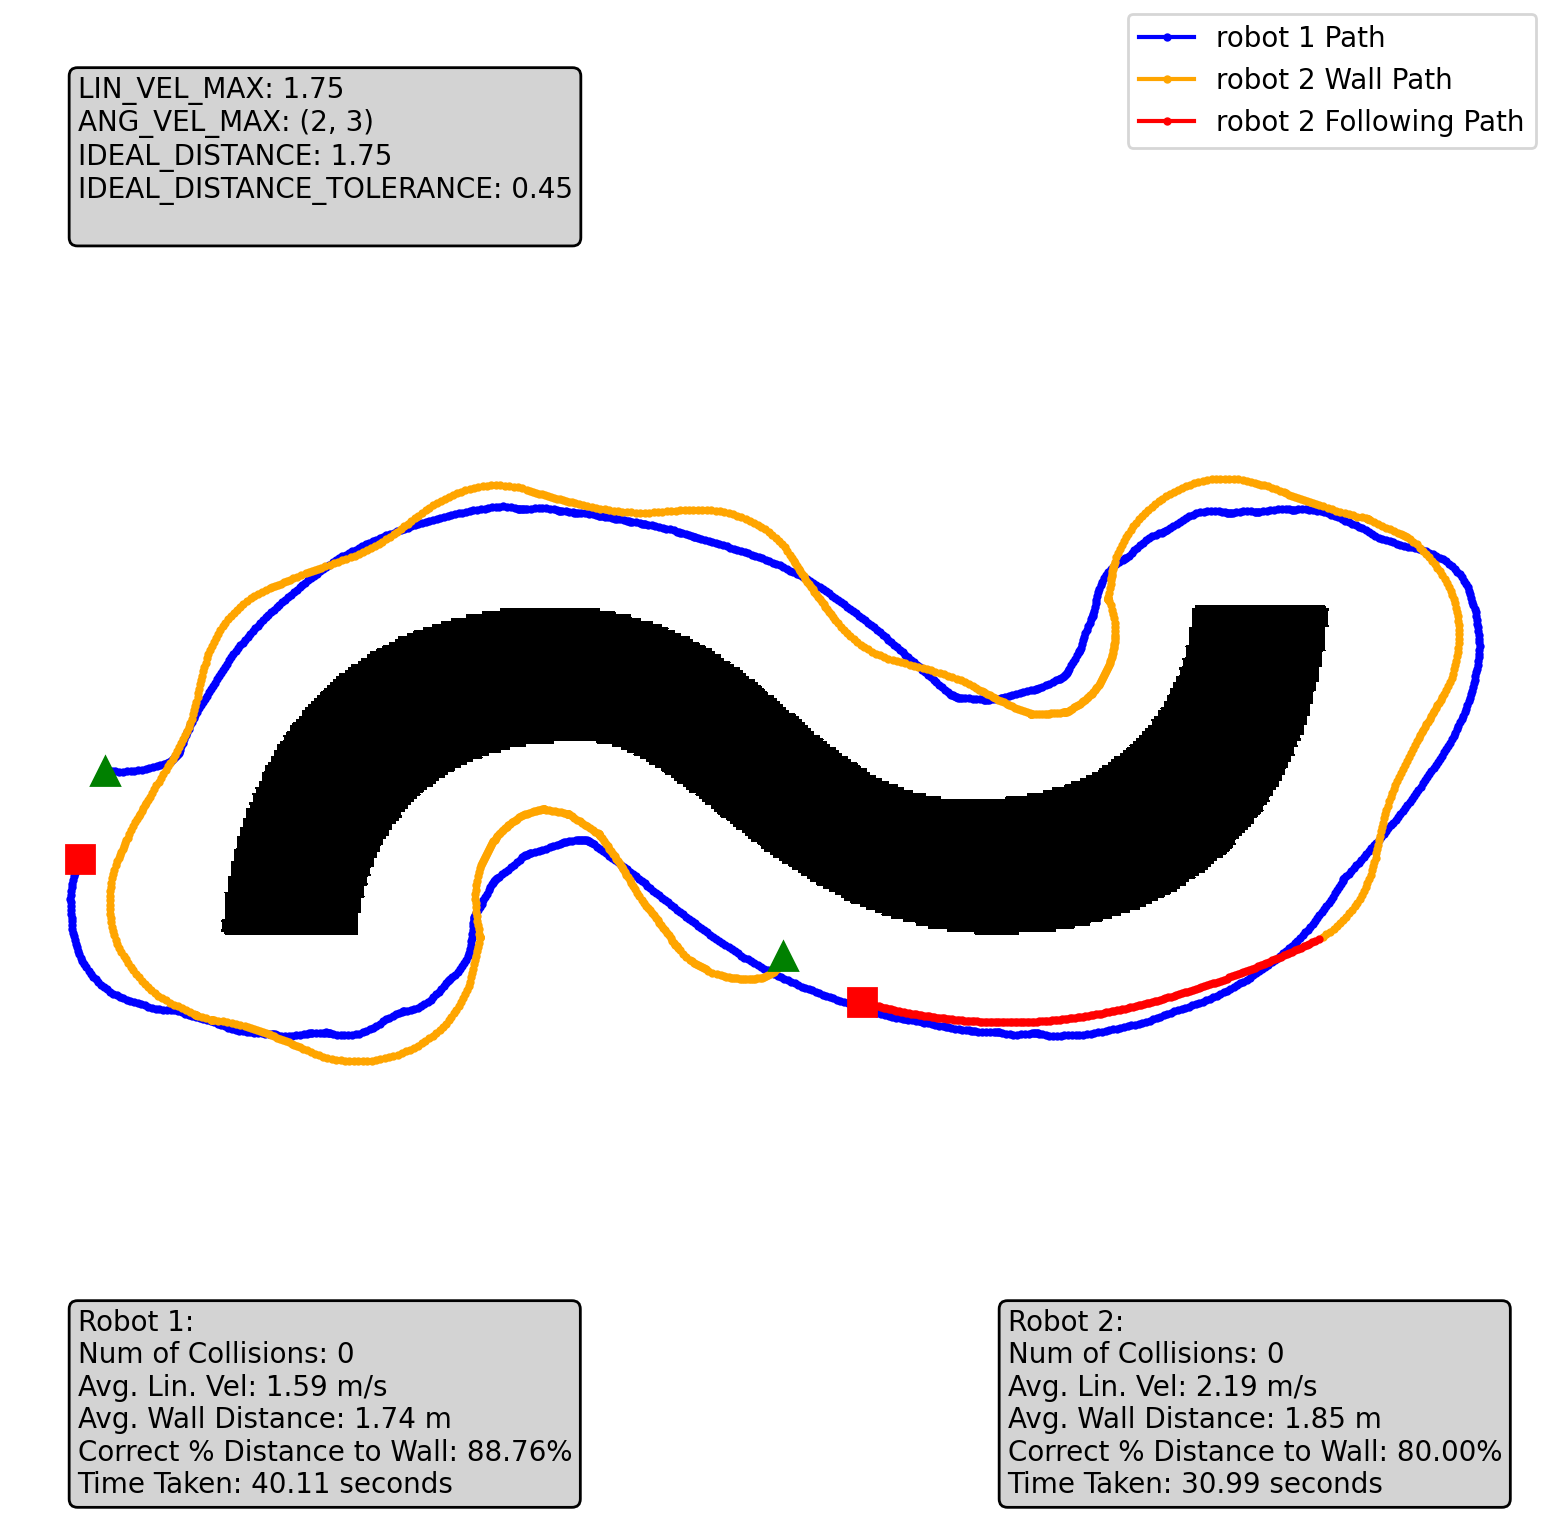 robot 1 Path
robot 2 Wall Path
robot 2 Following Path
LIN_VEL_MAX: 1.75
ANG_VEL_MAX: (2, 3)
IDEAL_DISTANCE: 1.75
IDEAL_DISTANCE_TOLERANCE: 0.45
Robot 1:
Num of Collisions: 0
Avg. Lin. Vel: 1.59 m/s
Avg. Wall Distance: 1.74 m
Correct % Distance to Wall: 88.76%
Time Taken: 40.11 seconds
Robot 2:
Num of Collisions: 0
Avg. Lin. Vel: 2.19 m/s
Avg. Wall Distance: 1.85 m
Correct % Distance to Wall: 80.00%
Time Taken: 30.99 seconds